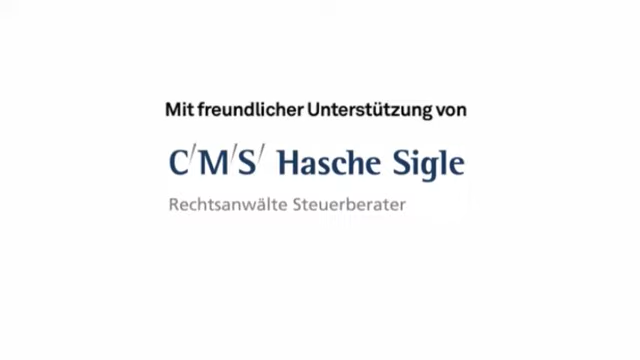 Mit freundlicher Unterstützung von
C/M/S/ Hasche Sigle
Rechtsanwälte Steuerberater